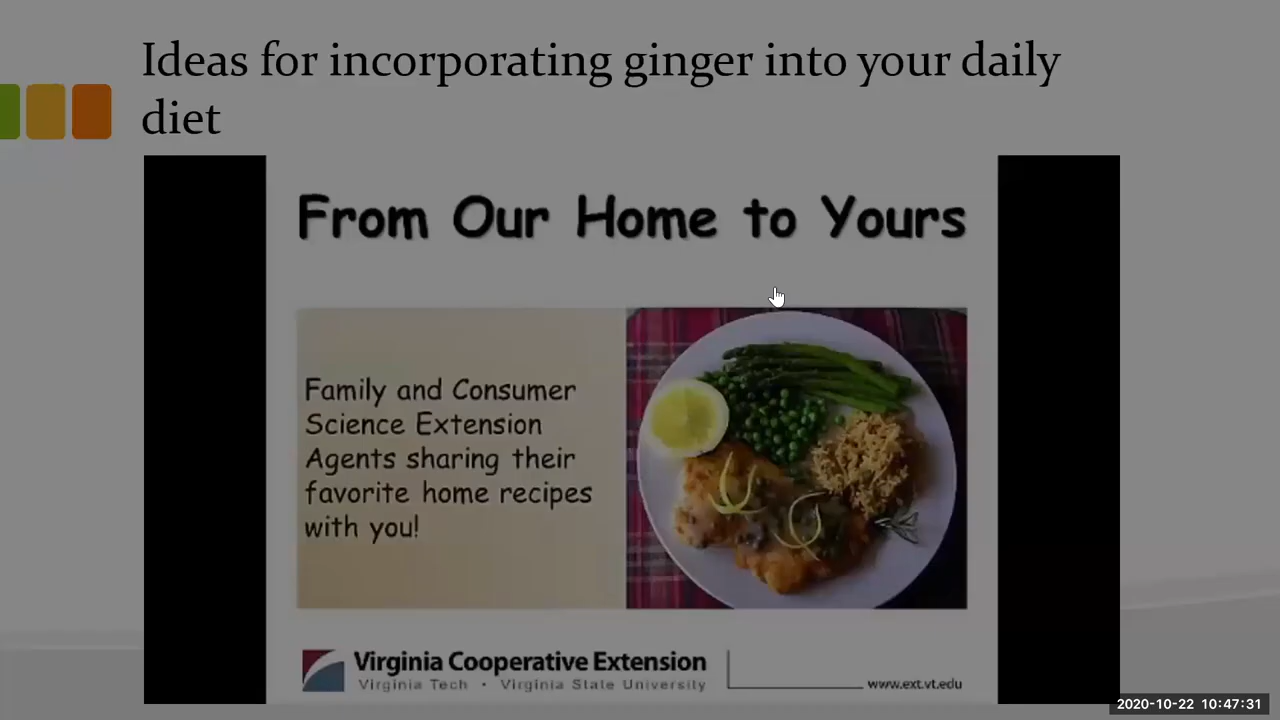 Ideas for incorporating ginger into your daily
diet
From Our Home to Yours
Family and Consumer
Science Extension
Agents sharing their
favorite home recipes
with you!
Virginia Cooperative Extension
Virginia Tech • Virginia State University
www.ext.vt.edu
2020-10-22 10:47:31